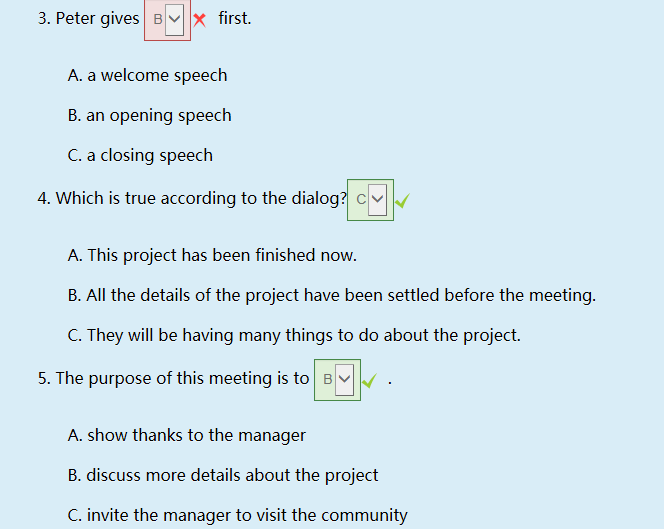 3. Peter gives B first.
A. a welcome speech
B. an opening speech
C. a closing speech
4. Which is true according to the dialog? C
A. This project has been finished now.
B. All the details of the project have been settled before the meeting.
C. They will be having many things to do about the project.
5. The purpose of this meeting is to B .
A. show thanks to the manager
B. discuss more details about the project
C. invite the manager to visit the community